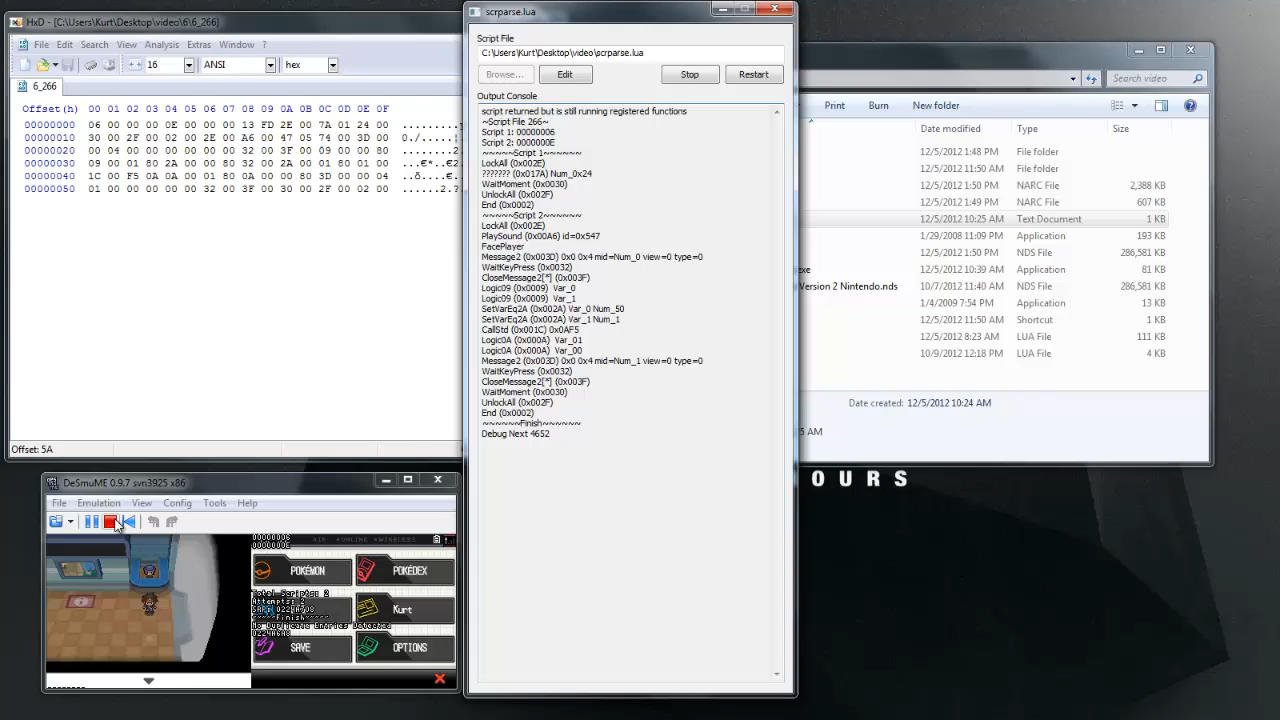 HxD - [C:\Users\Kurt\Desktop\video\6\6_266]
File Edit Search View Analysis Extras Window ?
16 ANSI hex
6_266
Offset(h) 00 01 02 03 04 05 06 07 08 09 0A 0B 0C 0D 0E 0F
00000000 06 00 00 00 0E 00 00 00 13 FD 2E 00 7A 01 24 00
00000010 30 00 2F 00 02 00 2E 00 A6 00 47 05 74 00 3D 00
00000020 00 04 00 00 00 00 00 00 32 00 3F 00 09 00 00 80
00000030 09 00 01 80 2A 00 00 80 32 00 2A 00 01 80 01 00
00000040 1C 00 F5 0A 0A 00 01 80 0A 00 00 80 3D 00 00 04
00000050 01 00 00 00 00 00 32 00 3F 00 30 00 2F 00 02 00
Offset: 5A
scrparse.lua
Script File
C:\Users\Kurt\Desktop\video\scrparse.lua
Browse... Edit Stop Restart
Output Console
script returned but is still running registered functions
~Script File 266~
Script 1: 00000006
Script 2: 0000000E
~~~~~Script 1~~~~~~
LockAll (0x002E)
??????? (0x017A) Num_0x24
WaitMoment (0x0030)
UnlockAll (0x002F)
End (0x0002)
~~~~~Script 2~~~~~~
LockAll (0x002E)
PlaySound (0x00A6) id=0x547
FacePlayer
Message2 (0x003D) 0x0 0x4 mid=Num_0 view=0 type=0
WaitKeyPress (0x0032)
CloseMessage2[*] (0x003F)
Logic09 (0x0009) Var_0
Logic09 (0x0009) Var_1
SetVarEq2A (0x002A) Var_0 Num_50
SetVarEq2A (0x002A) Var_1 Num_1
CallStd (0x001C) 0x0AF5
Logic0A (0x000A) Var_01
Logic0A (0x000A) Var_00
Message2 (0x003D) 0x0 0x4 mid=Num_1 view=0 type=0
WaitKeyPress (0x0032)
CloseMessage2[*] (0x003F)
WaitMoment (0x0030)
UnlockAll (0x002F)
End (0x0002)
~~~~~~Finish~~~~~~
Debug Next 4652
Search video
Print Burn New folder
Date modified Type Size
12/5/2012 1:48 PM File folder
12/5/2012 11:50 AM File folder
12/5/2012 1:50 PM NARC File 2,388 KB
12/5/2012 1:49 PM NARC File 607 KB
12/5/2012 10:25 AM Text Document 1 KB
1/29/2008 11:09 PM Application 193 KB
12/5/2012 1:50 PM NDS File 286,581 KB
exe 12/5/2012 10:39 AM Application 81 KB
Version 2 Nintendo.nds 10/7/2012 11:40 AM NDS File 286,581 KB
1/4/2009 7:54 PM Application 13 KB
12/5/2012 11:50 AM Shortcut 1 KB
12/5/2012 8:23 AM LUA File 111 KB
10/9/2012 12:18 PM LUA File 4 KB
Date created: 12/5/2012 10:24 AM
5 AM
OURS
DeSmuME 0.9.7 svn3925 x86
File Emulation View Config Tools Help
00000006
0000000E
POKéMON POKéDEX
Total Scripts: 2
Attempts: 2
Kurt
~~~~Finish~~~~
No Duplicate Entries Detected
SAVE OPTIONS